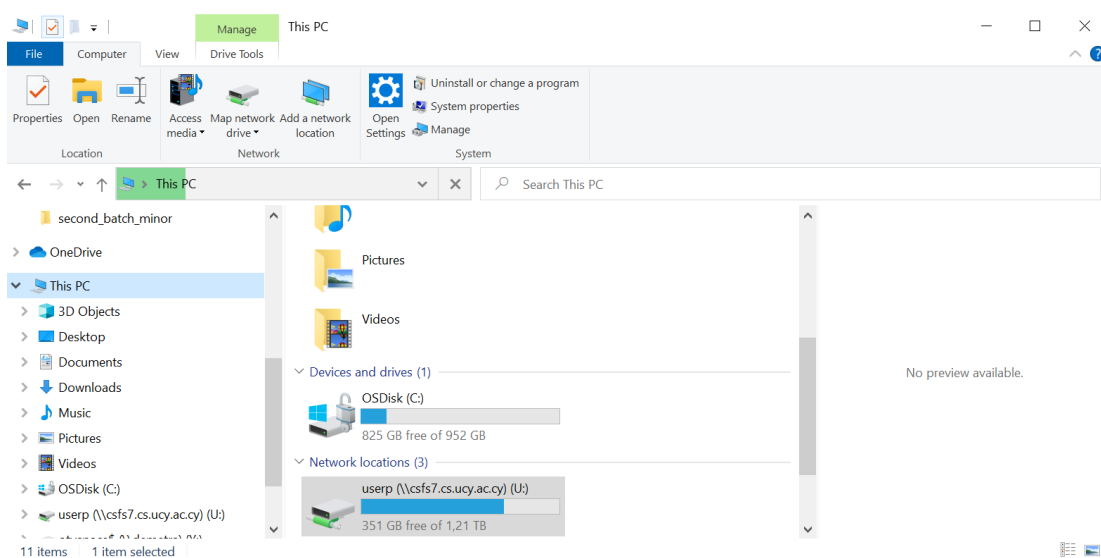 Manage This PC
File Computer View Drive Tools
Properties Open Rename Access media Map network drive Add a network location Open Settings
Uninstall or change a program
System properties
Manage
Location Network System
This PC
Search This PC
second_batch_minor
OneDrive
This PC
3D Objects
Desktop
Documents
Downloads
Music
Pictures
Videos
OSDisk (C:)
userp (\\csfs7.cs.ucy.ac.cy) (U:)
Pictures
Videos
Devices and drives (1)
OSDisk (C:)
825 GB free of 952 GB
Network locations (3)
userp (\\csfs7.cs.ucy.ac.cy) (U:)
351 GB free of 1,21 TB
No preview available.
11 items 1 item selected